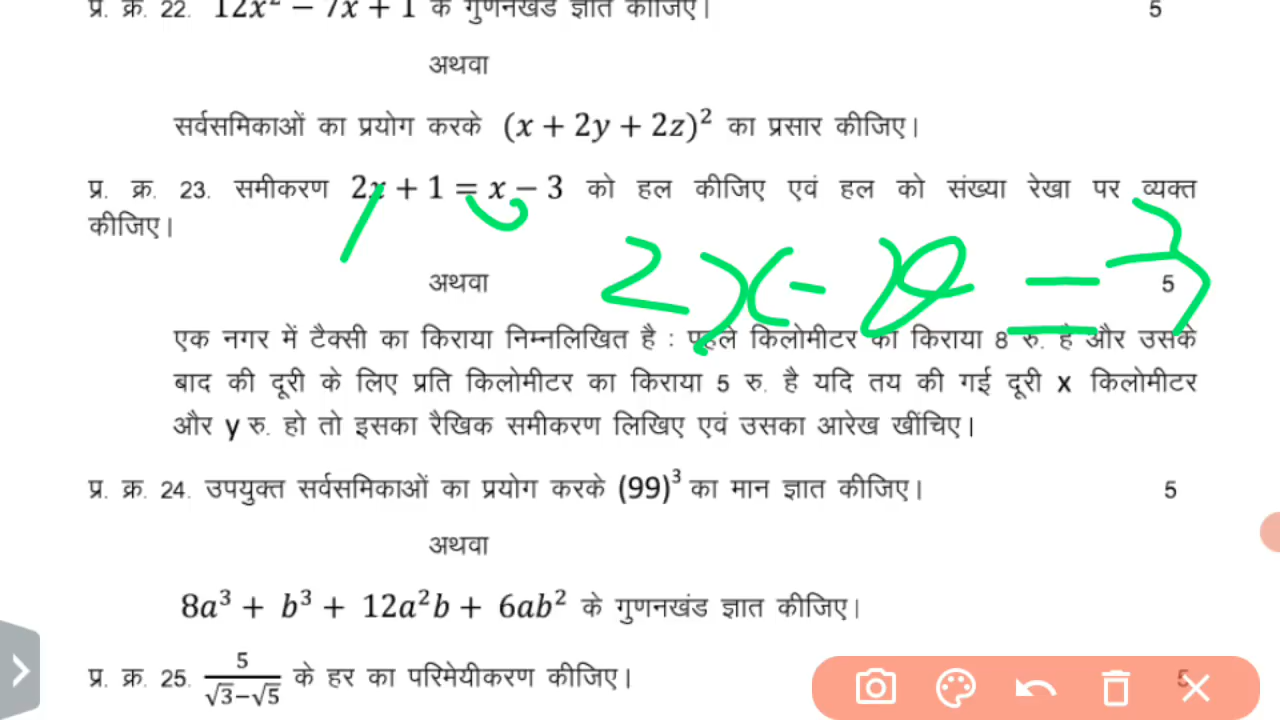 प्र. क्र. 22. 12x² − 7x + 1 के गुणनखंड ज्ञात कीजिए। 5
अथवा
सर्वसमिकाओं का प्रयोग करके (x + 2y + 2z)² का प्रसार कीजिए।
प्र. क्र. 23. समीकरण 2x + 1 = x − 3 को हल कीजिए एवं हल को संख्या रेखा पर व्यक्त
कीजिए।
अथवा 5
एक नगर में टैक्सी का किराया निम्नलिखित है : पहले किलोमीटर का किराया 8 रु. है और उसके
बाद की दूरी के लिए प्रति किलोमीटर का किराया 5 रु. है यदि तय की गई दूरी x किलोमीटर
और y रु. हो तो इसका रैखिक समीकरण लिखिए एवं उसका आरेख खींचिए।
प्र. क्र. 24. उपयुक्त सर्वसमिकाओं का प्रयोग करके (99)³ का मान ज्ञात कीजिए। 5
अथवा
8a³ + b³ + 12a²b + 6ab² के गुणनखंड ज्ञात कीजिए।
प्र. क्र. 25. 5/(√3−√5) के हर का परिमेयीकरण कीजिए। 5